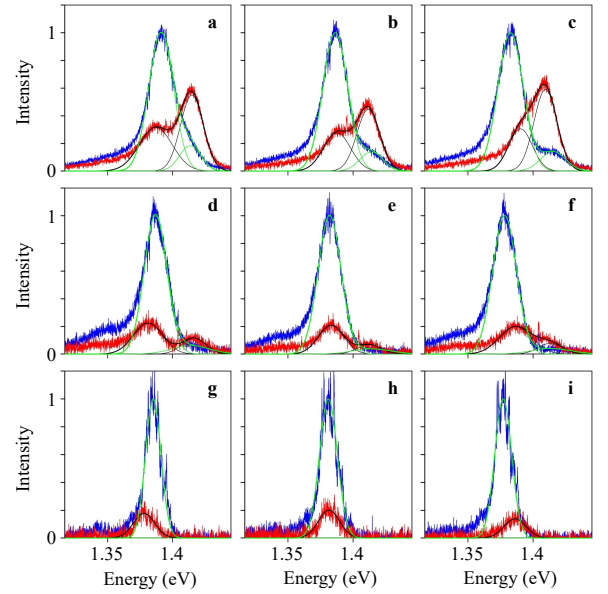 a b c
1
Intensity
0
d e f
1
Intensity
0
g h i
1
Intensity
0
1.35 1.4 1.35 1.4 1.35 1.4
Energy (eV) Energy (eV) Energy (eV)